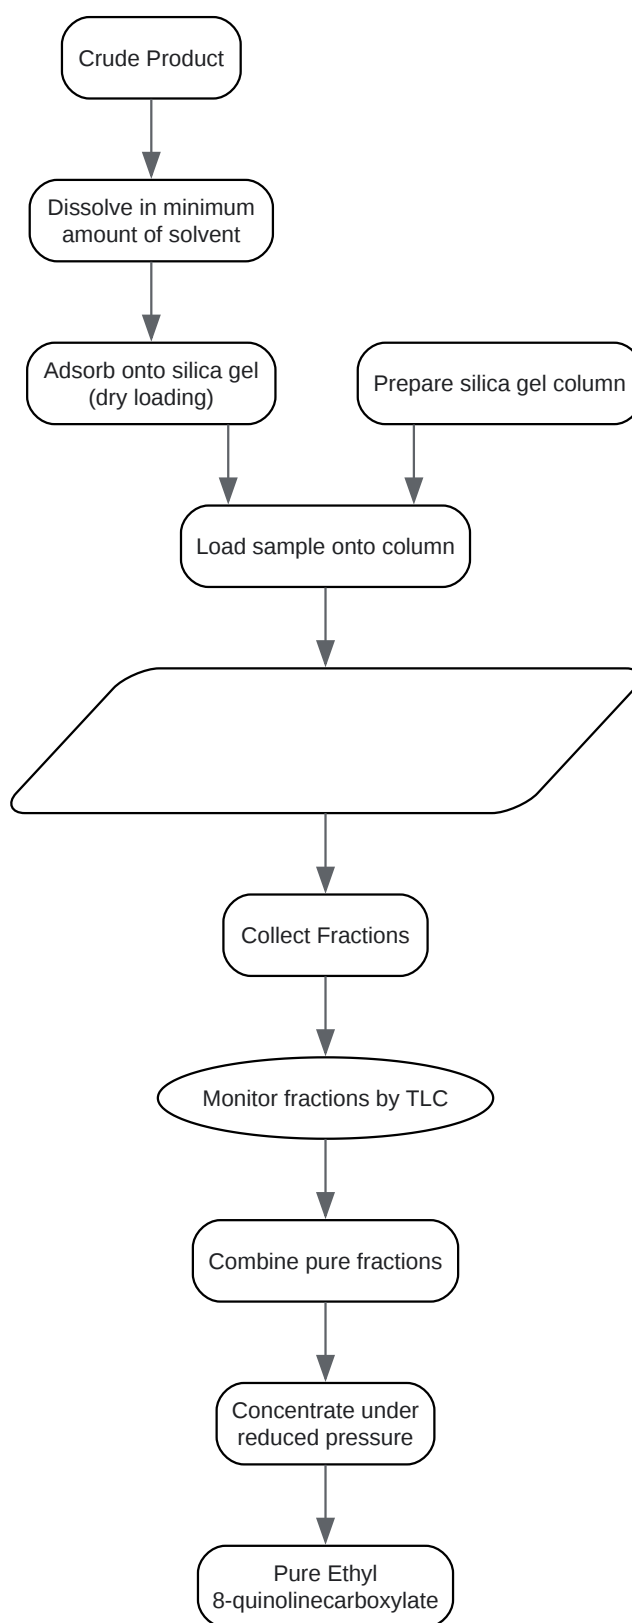 Crude Product
Dissolve in minimum
amount of solvent
Adsorb onto silica gel
(dry loading)
Prepare silica gel column
Load sample onto column
Collect Fractions
Monitor fractions by TLC
Combine pure fractions
Concentrate under
reduced pressure
Pure Ethyl
8-quinolinecarboxylate